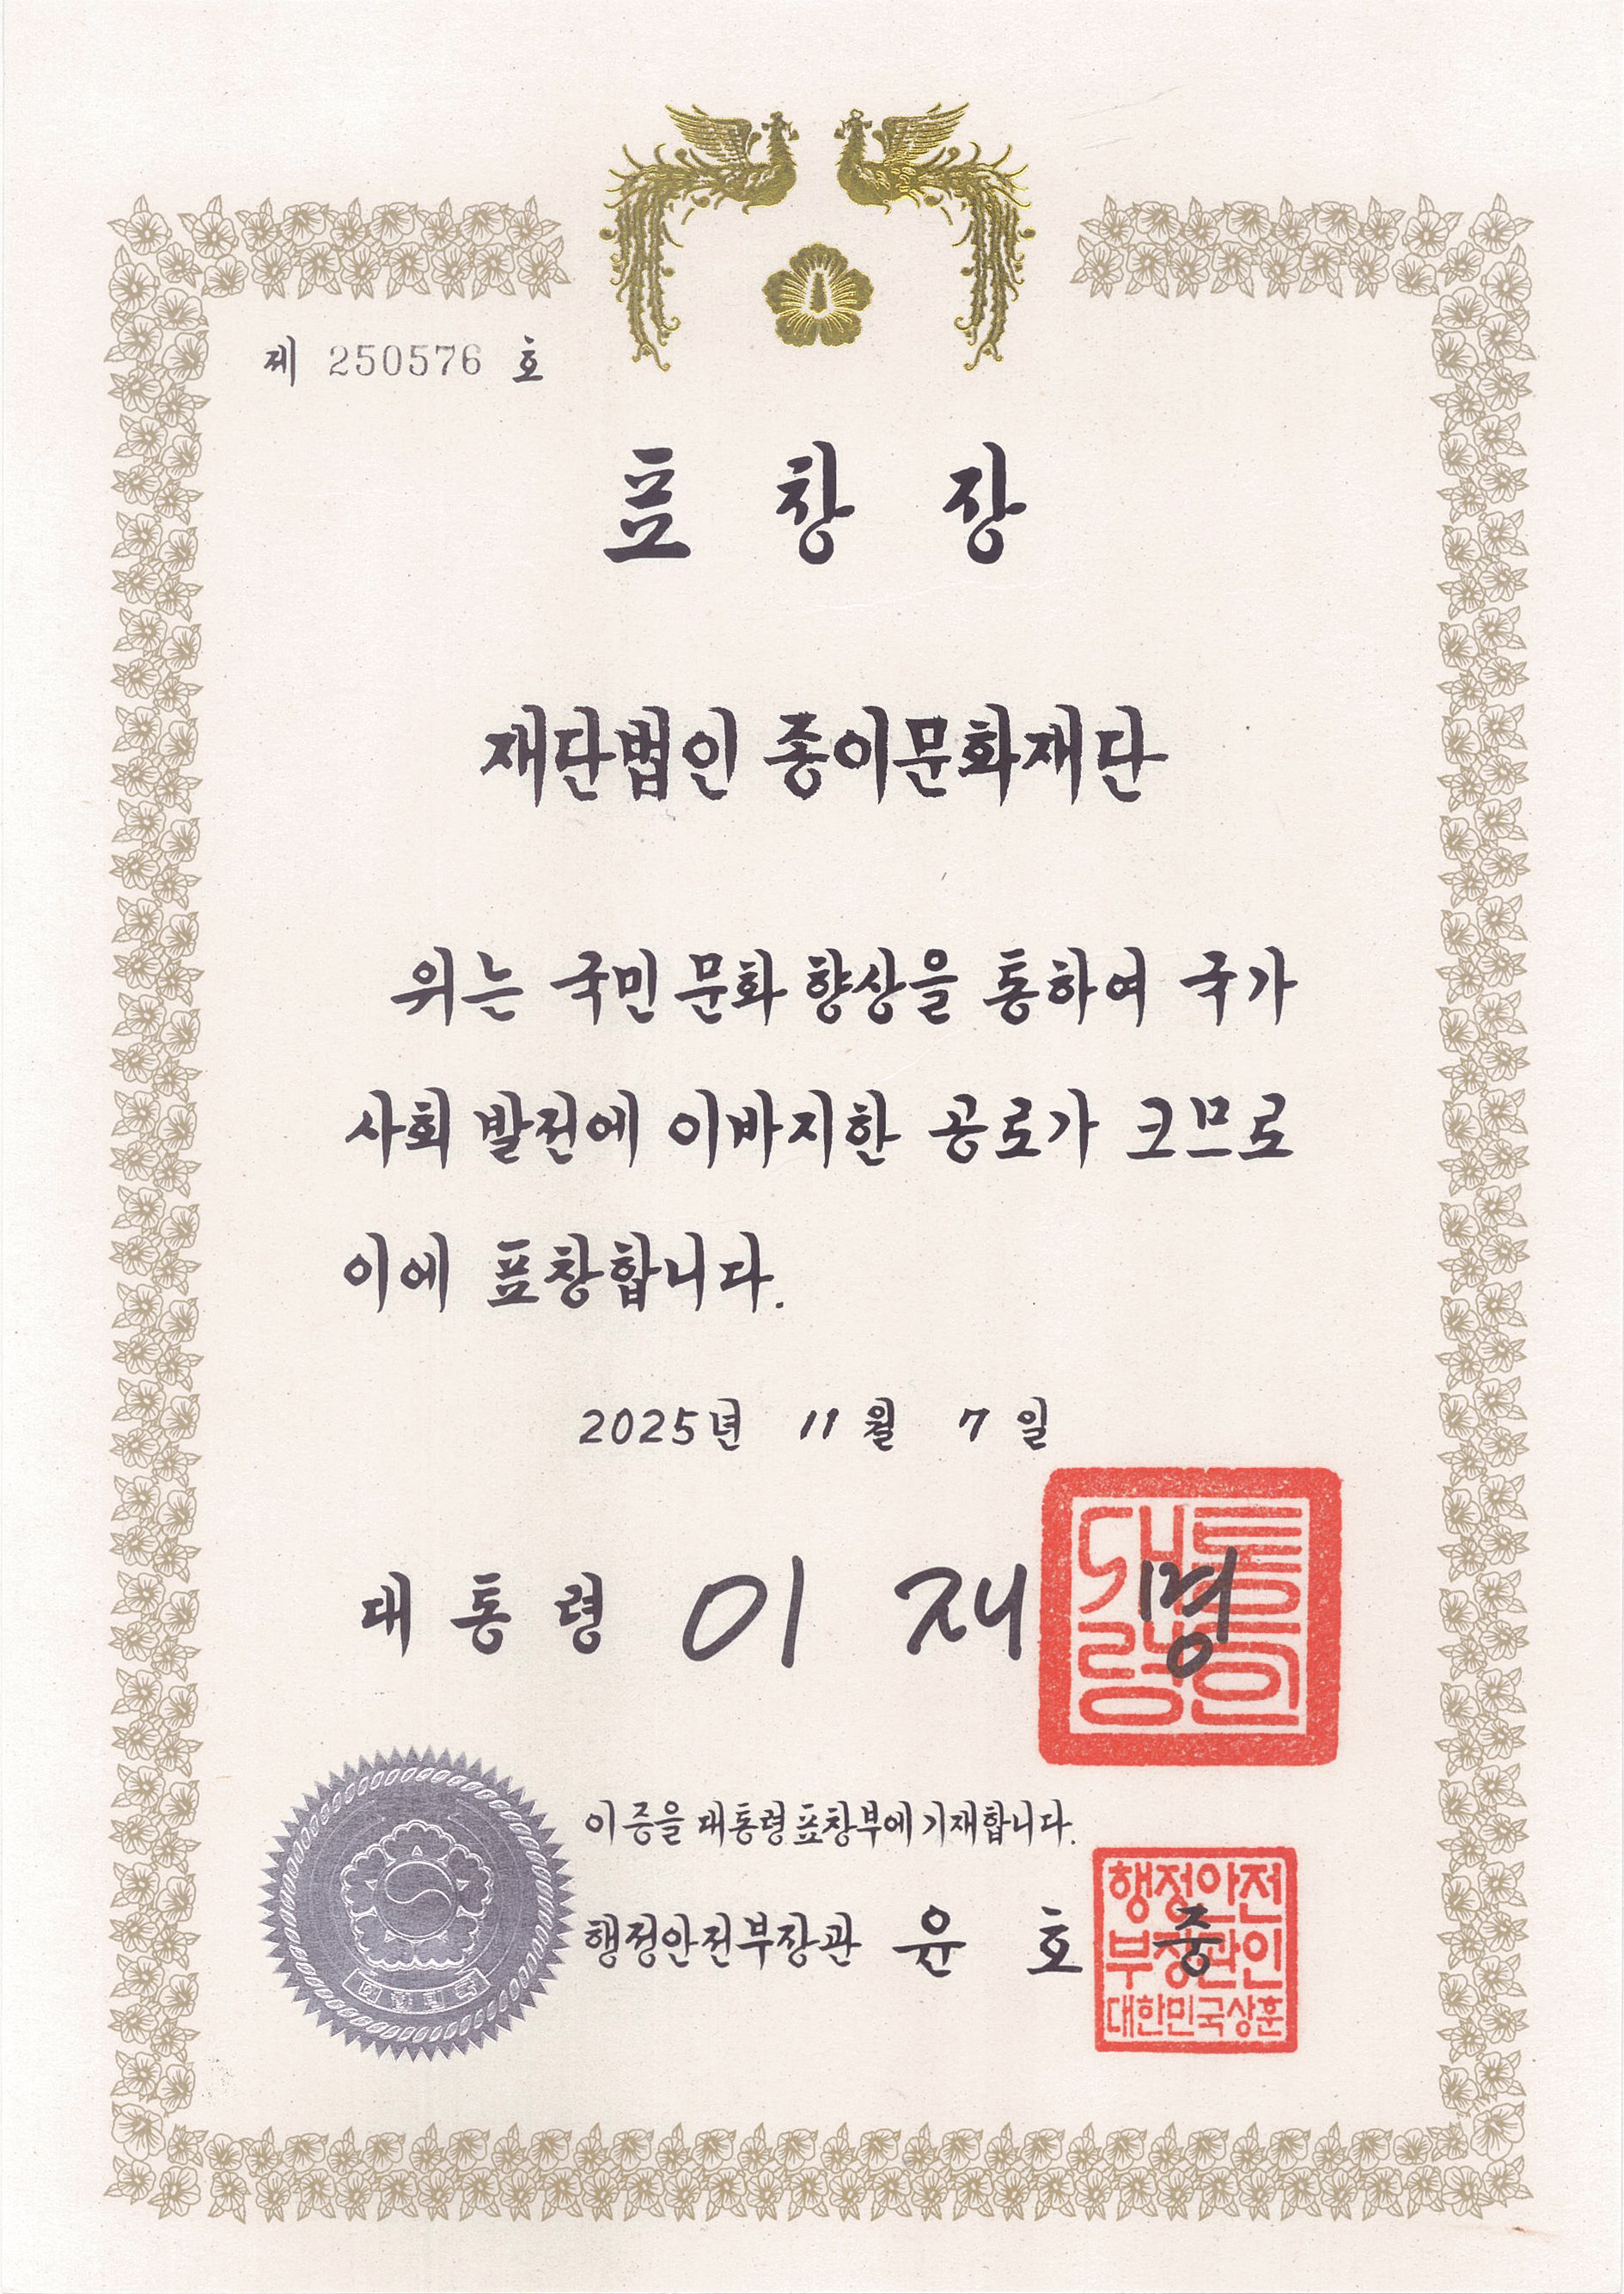 제 250576 호
표 창 장
재단법인 종이문화재단
위는 국민 문화 향상을 통하여 국가
사회 발전에 이바지한 공로가 크므로
이에 표창합니다.
2025년 11월 7일
대 통 령 이 재 명
대통
령인
이 증을 대통령표창부에 기재합니다.
행정안전부장관 윤 호 중
행정안전
부장관인
대한민국상훈
대한민국